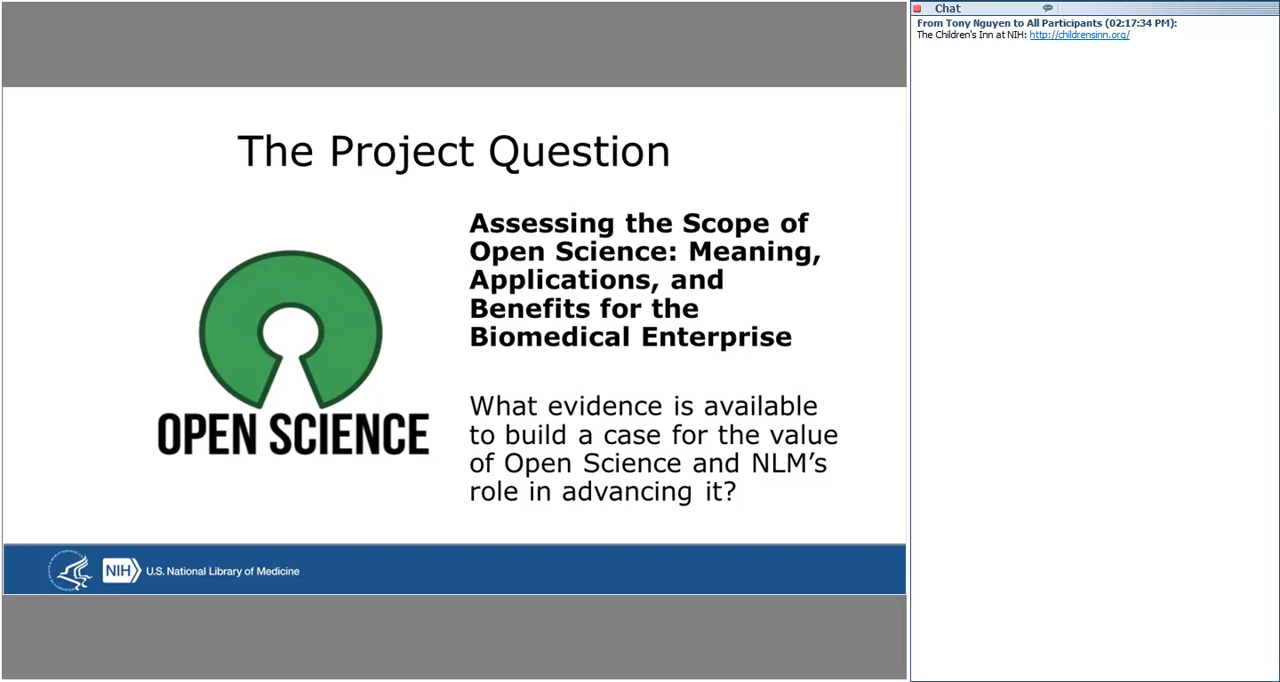 The Project Question
Assessing the Scope of
Open Science: Meaning,
Applications, and
Benefits for the
Biomedical Enterprise
What evidence is available
to build a case for the value
of Open Science and NLM’s
role in advancing it?
OPEN SCIENCE
NIH U.S. National Library of Medicine
Chat
From Tony Nguyen to All Participants (02:17:34 PM):
The Children's Inn at NIH: http://childrensinn.org/